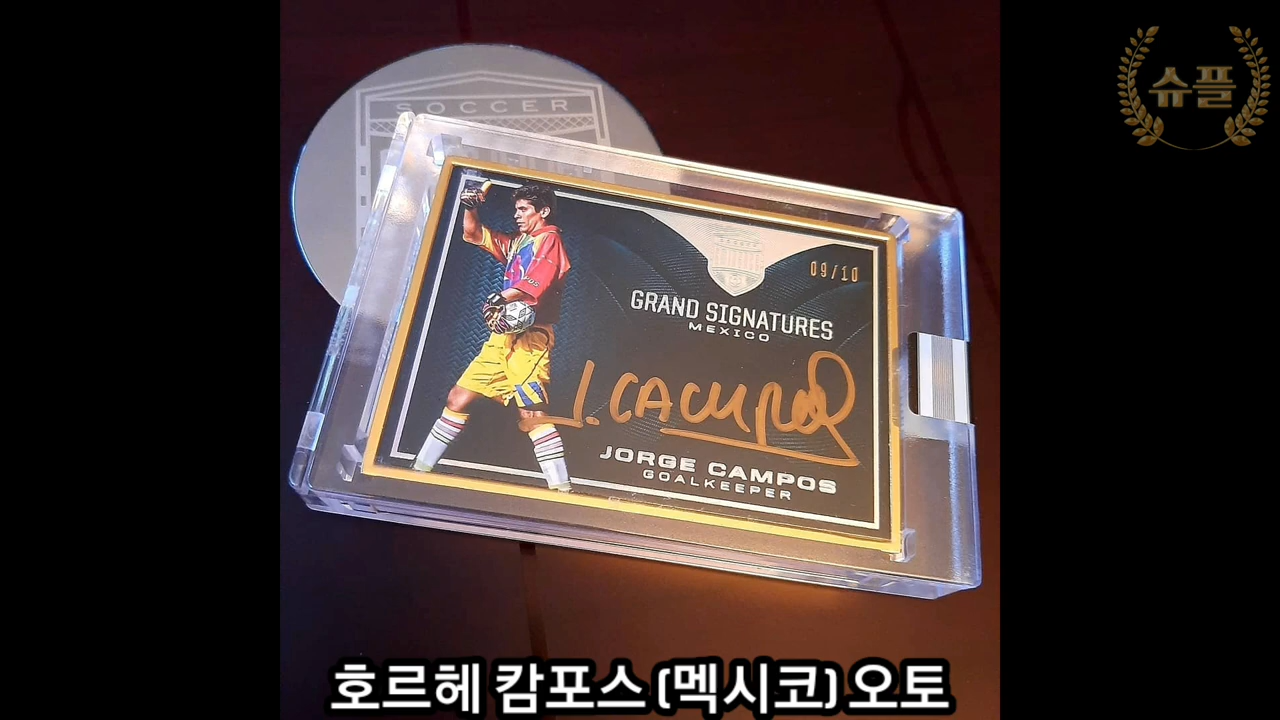 슈플
SOCCER
09/10
GRAND SIGNATURES
MEXICO
J. CAMPOS
JORGE CAMPOS
GOALKEEPER
호르헤 캄포스 (멕시코) 오토